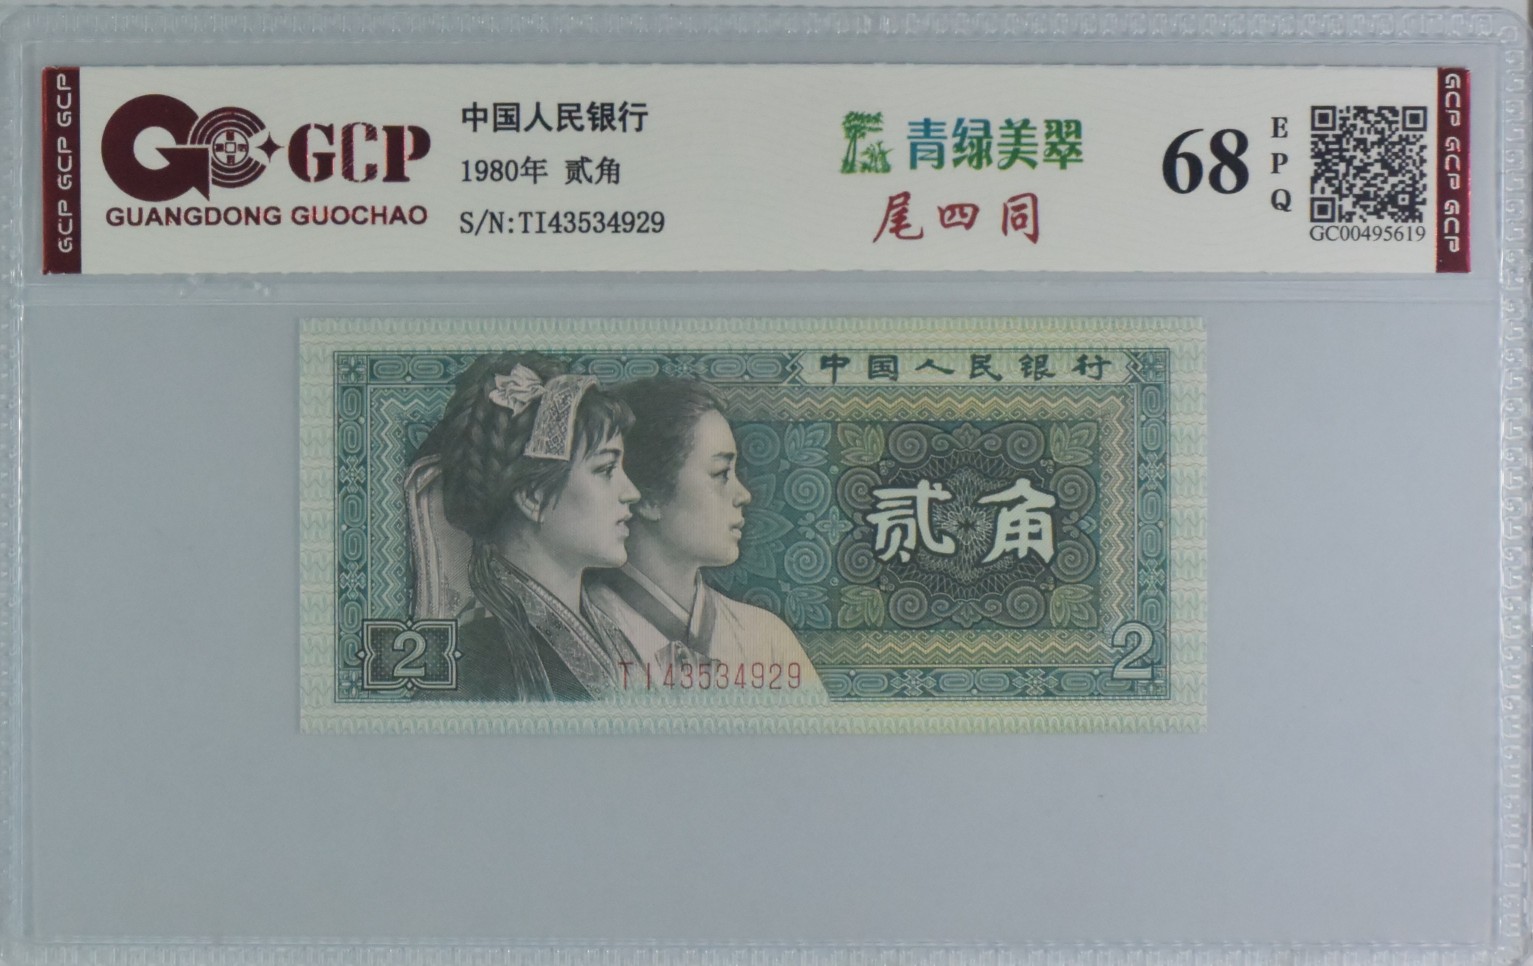 GCP
GUANGDONG GUOCHAO
中国人民银行
1980年 贰角
S/N:TI43534929
青绿美翠
尾四同
68
EPQ
GC00495619
GCP GCP GCP
GCP GCP GCP
中国人民银行
贰角
2
TI43534929
2